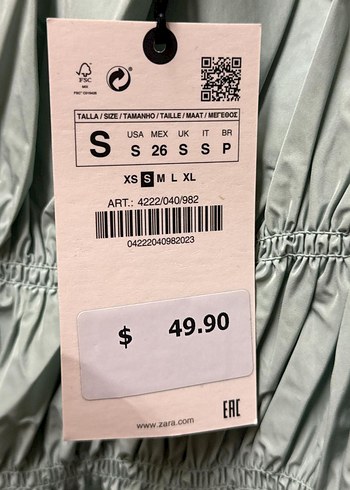 FSC
MIX
TALLA / SIZE / TAMANHO / TAILLE / MAAT / ΜΕΓΕΘΟΣ
USA MEX UK IT BR
S S 26 S S P
XS S M L XL
ART.: 4222/040/982
04222040982023
$ 49.90
EAC
www.zara.com